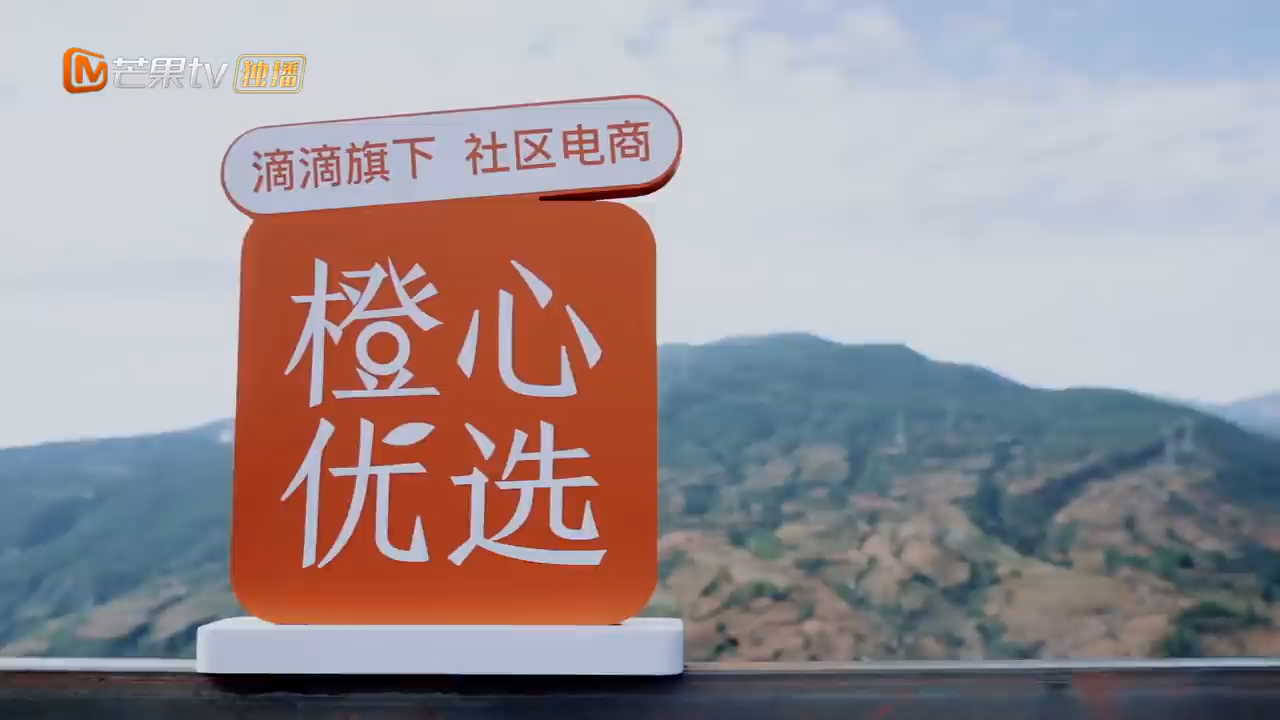 芒果tv 独播
滴滴旗下 社区电商
橙心
优选